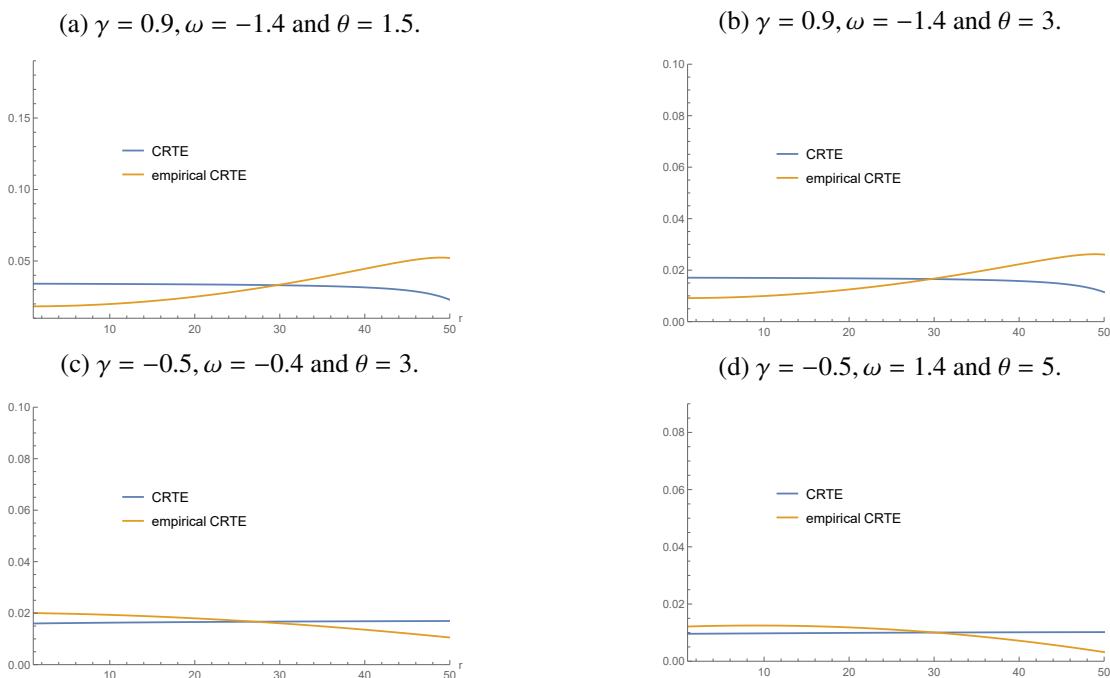 (a) γ = 0.9, ω = −1.4 and θ = 1.5.
(b) γ = 0.9, ω = −1.4 and θ = 3.
0.15
0.10
0.05
CRTE
empirical CRTE
10 20 30 40 50 r
0.10
0.08
0.06
0.04
0.02
0.00
CRTE
empirical CRTE
10 20 30 40 50
(c) γ = −0.5, ω = −0.4 and θ = 3.
(d) γ = −0.5, ω = 1.4 and θ = 5.
0.10
0.08
0.06
0.04
0.02
0.00
CRTE
empirical CRTE
10 20 30 40 50 r
0.08
0.06
0.04
0.02
0.00
CRTE
empirical CRTE
10 20 30 40 50